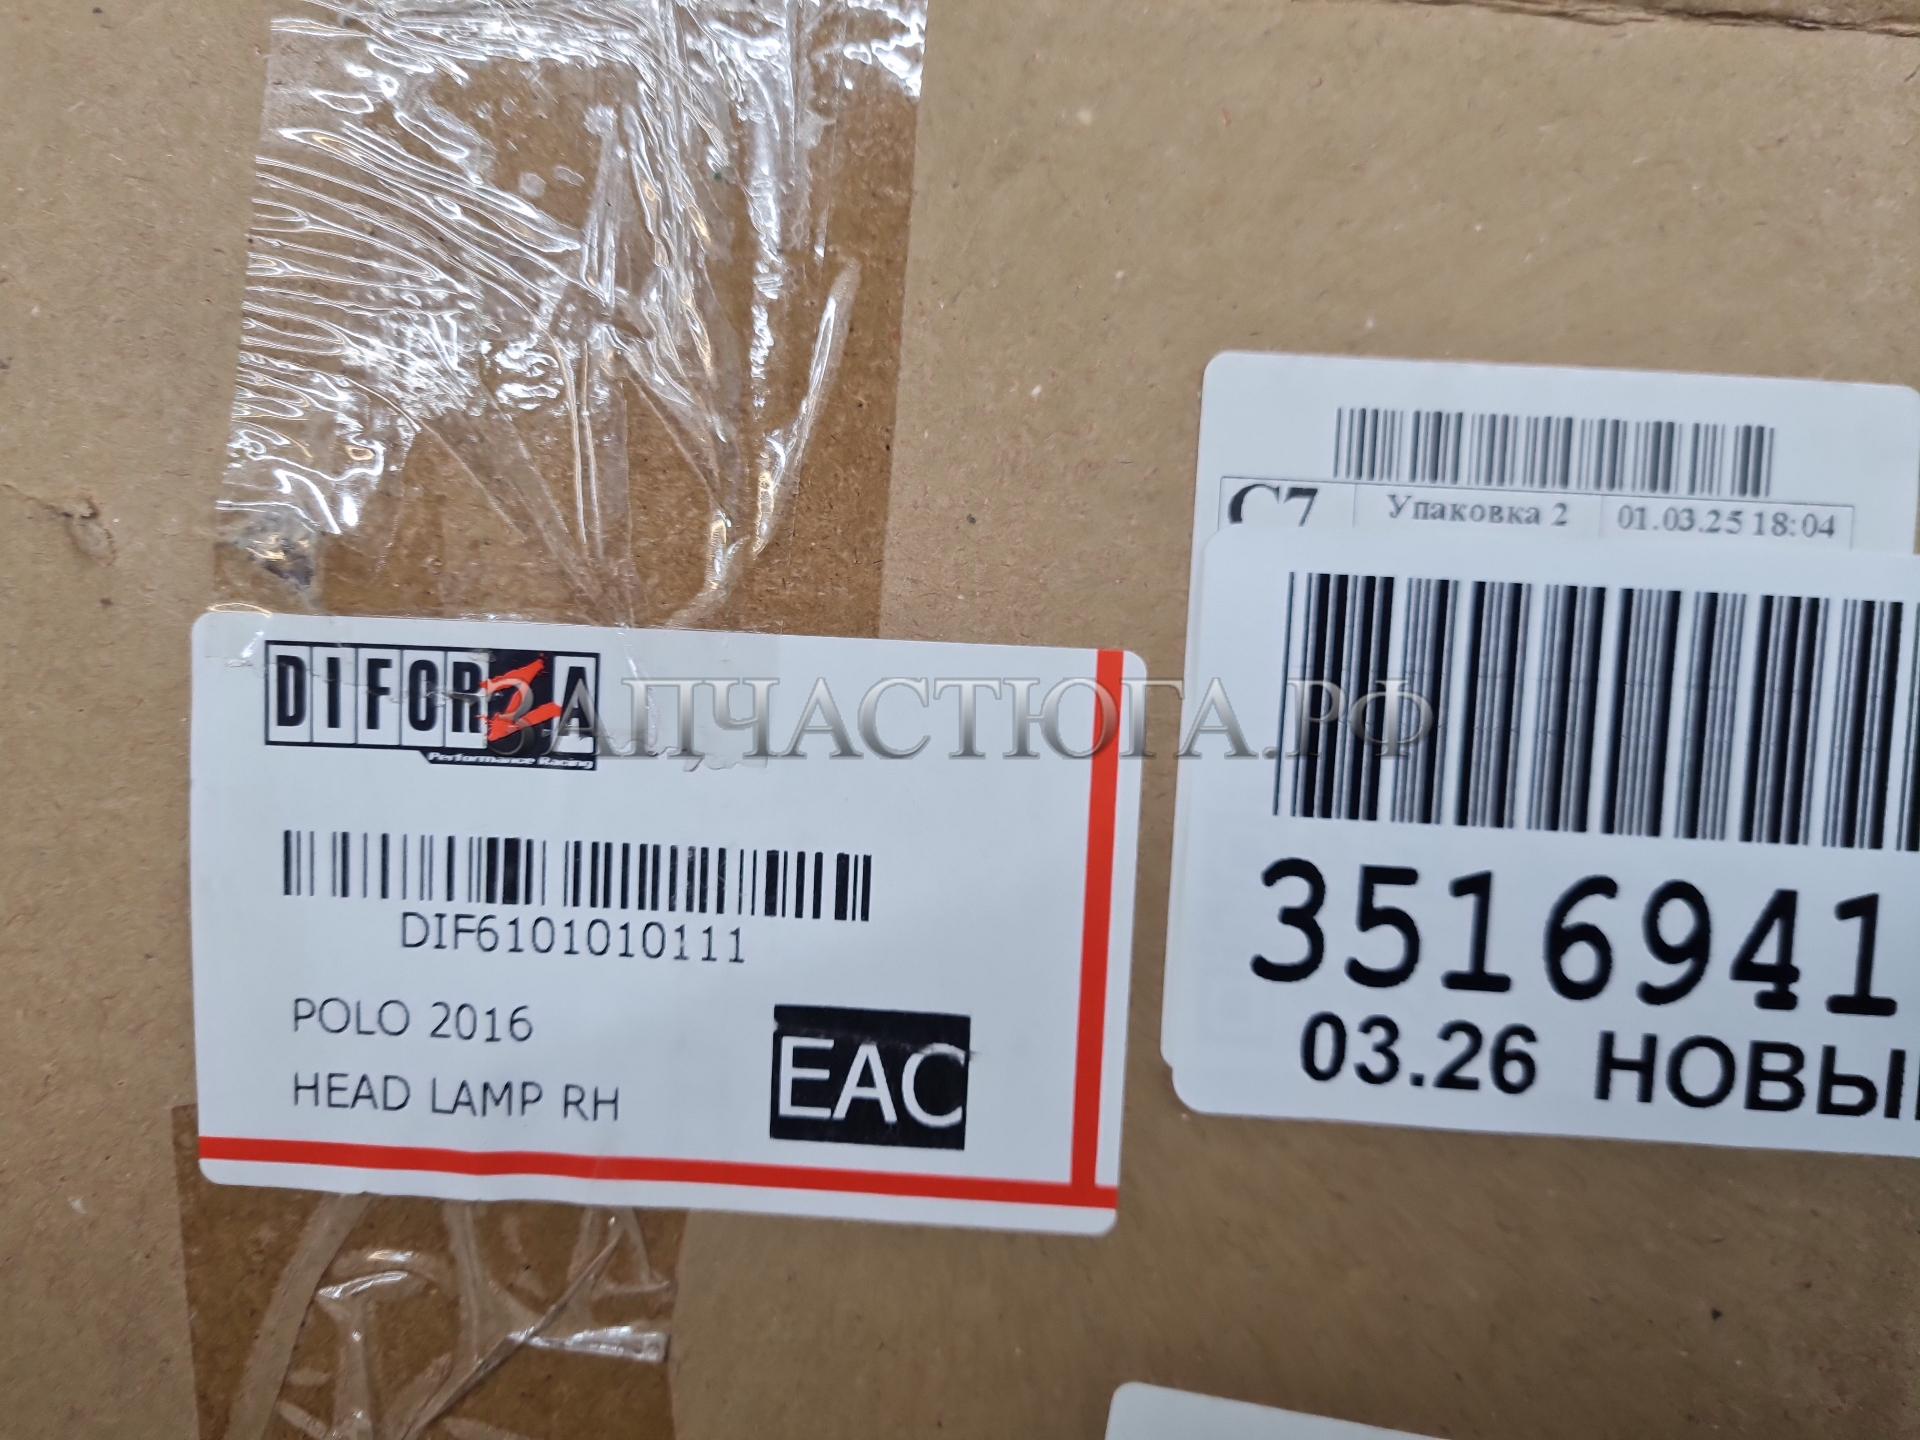 DIFORZA
Performance Racing
DIF6101010111
POLO 2016
HEAD LAMP RH
EAC
ЗАПЧАСТЮГА.РФ
С7
Упаковка 2
01.03.25 18:04
3516941
03.26 НОВЫ